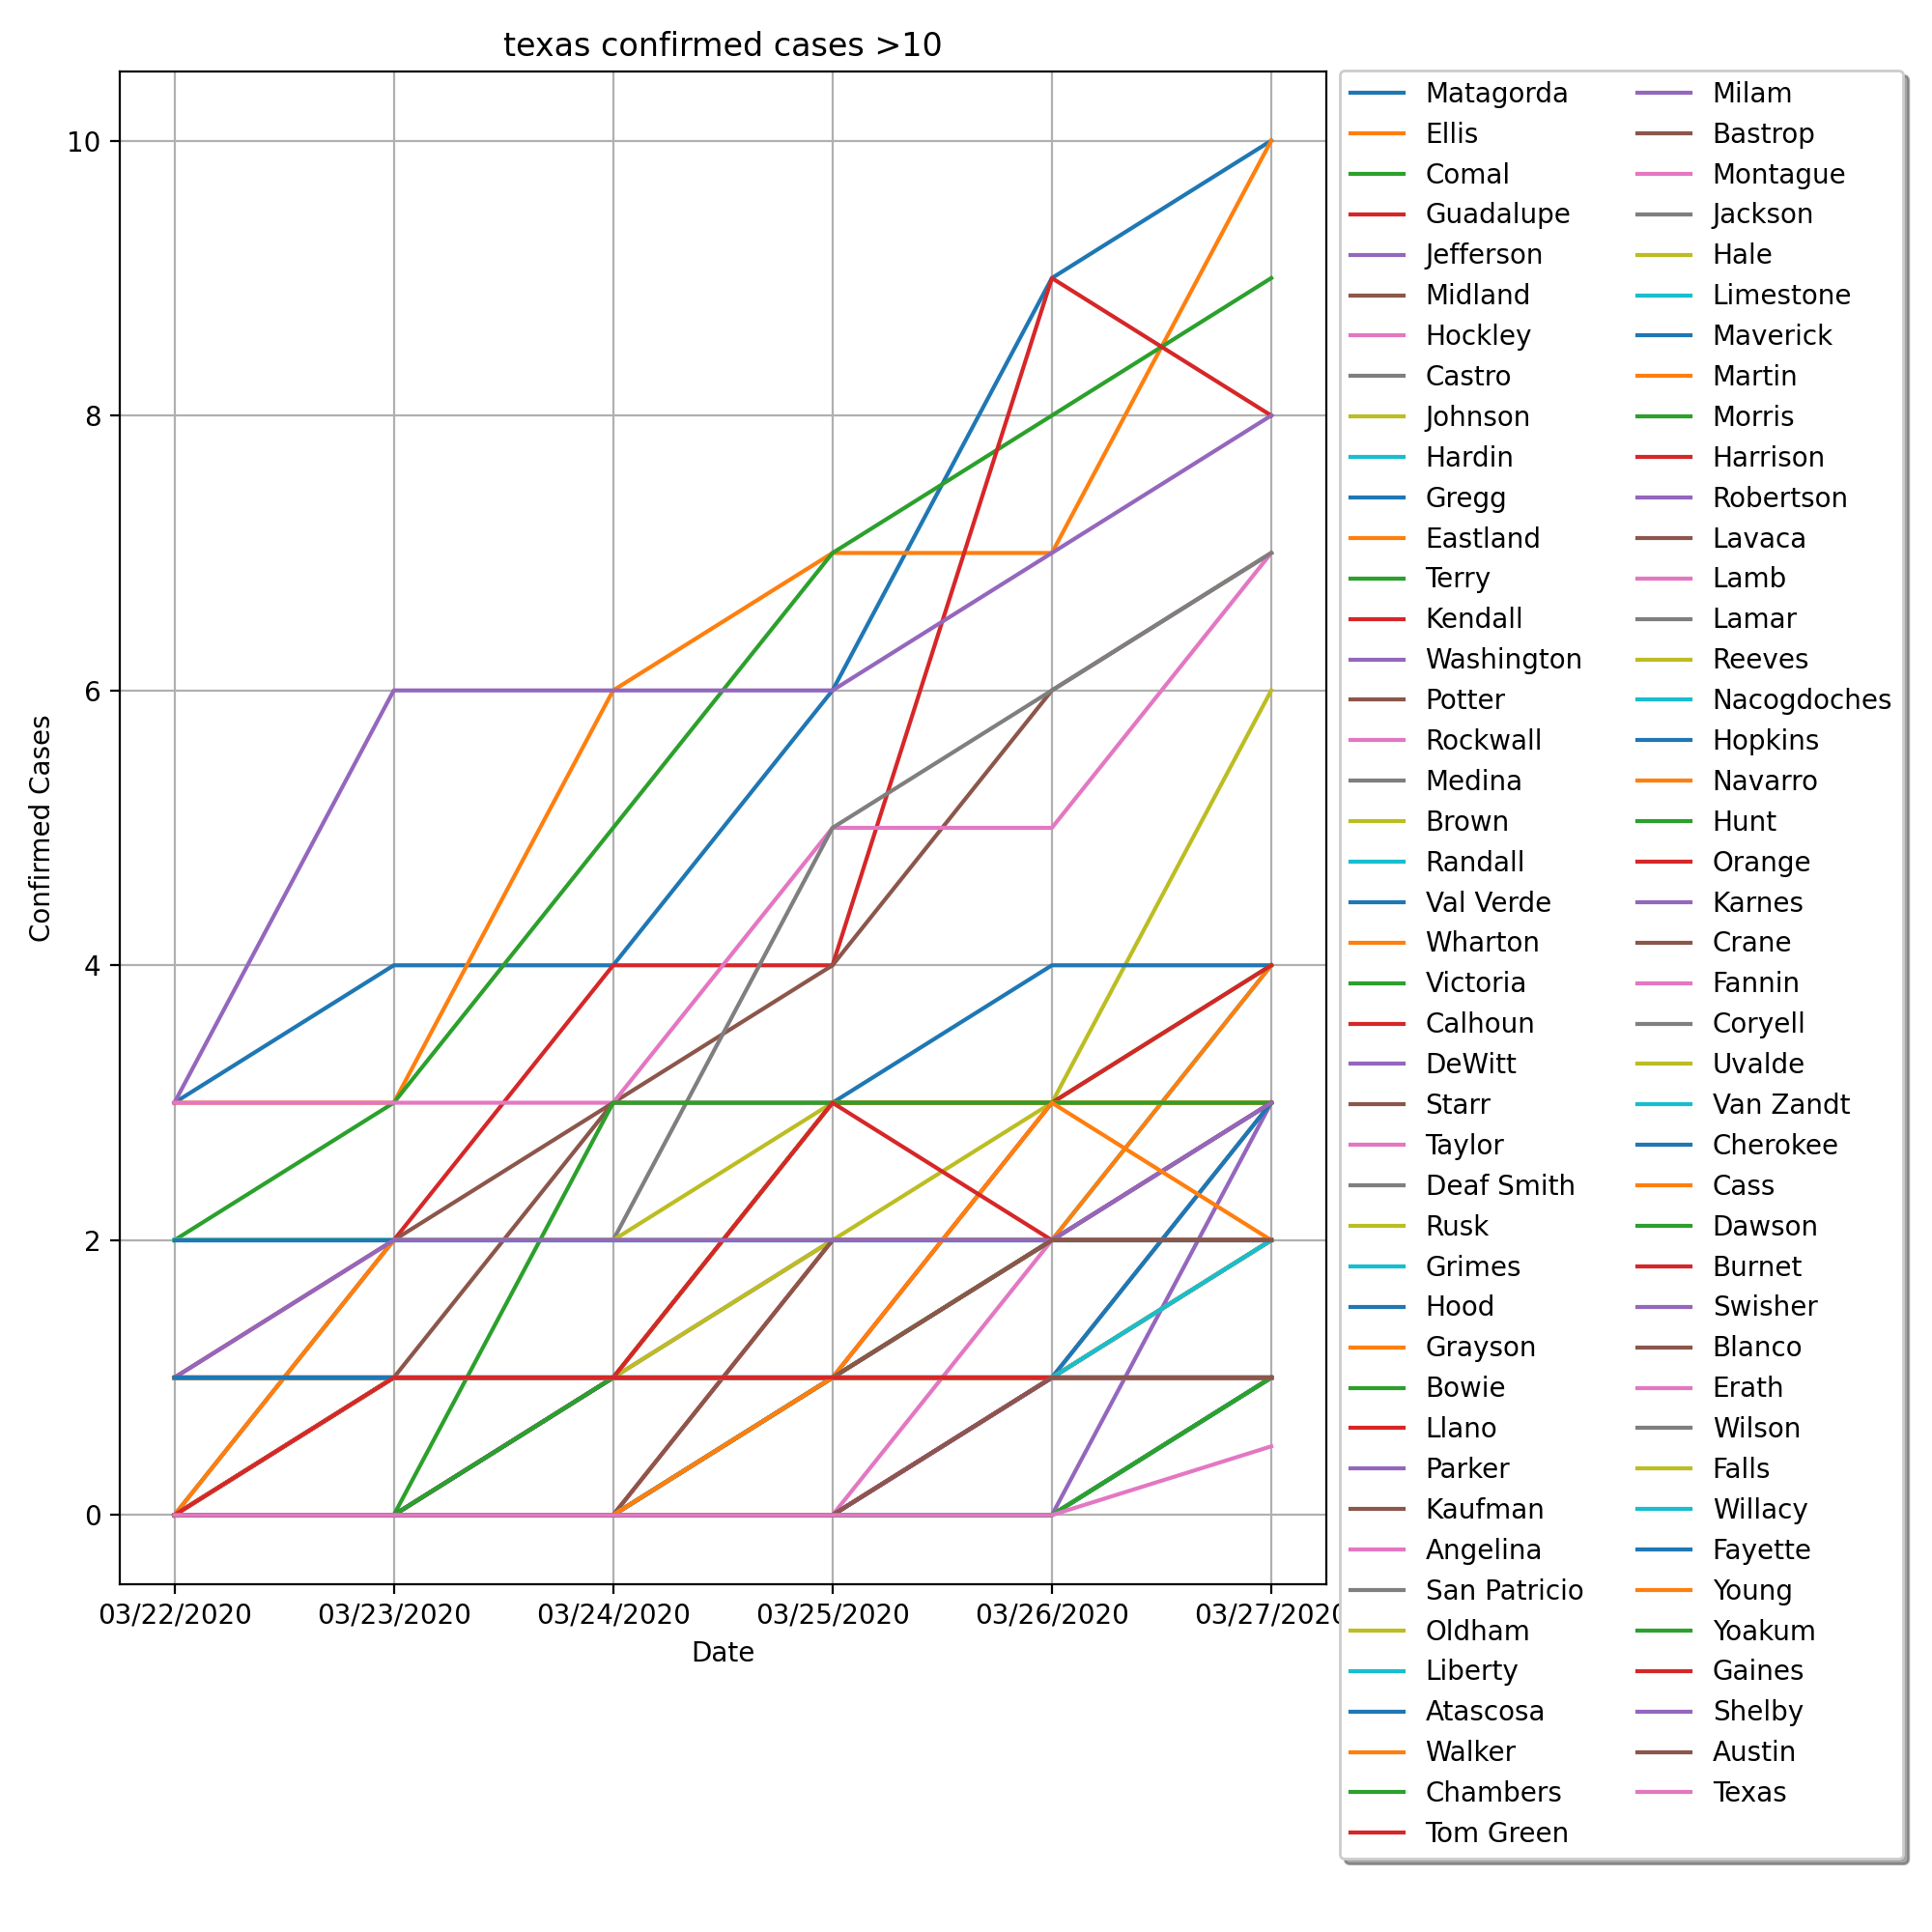 texas confirmed cases >10
10
8
6
4
2
0
Confirmed Cases
03/22/2020
03/23/2020
03/24/2020
03/25/2020
03/26/2020
03/27/2020
Date
Matagorda
Ellis
Comal
Guadalupe
Jefferson
Midland
Hockley
Castro
Johnson
Hardin
Gregg
Eastland
Terry
Kendall
Washington
Potter
Rockwall
Medina
Brown
Randall
Val Verde
Wharton
Victoria
Calhoun
DeWitt
Starr
Taylor
Deaf Smith
Rusk
Grimes
Hood
Grayson
Bowie
Llano
Parker
Kaufman
Angelina
San Patricio
Oldham
Liberty
Atascosa
Walker
Chambers
Tom Green
Milam
Bastrop
Montague
Jackson
Hale
Limestone
Maverick
Martin
Morris
Harrison
Robertson
Lavaca
Lamb
Lamar
Reeves
Nacogdoches
Hopkins
Navarro
Hunt
Orange
Karnes
Crane
Fannin
Coryell
Uvalde
Van Zandt
Cherokee
Cass
Dawson
Burnet
Swisher
Blanco
Erath
Wilson
Falls
Willacy
Fayette
Young
Yoakum
Gaines
Shelby
Austin
Texas